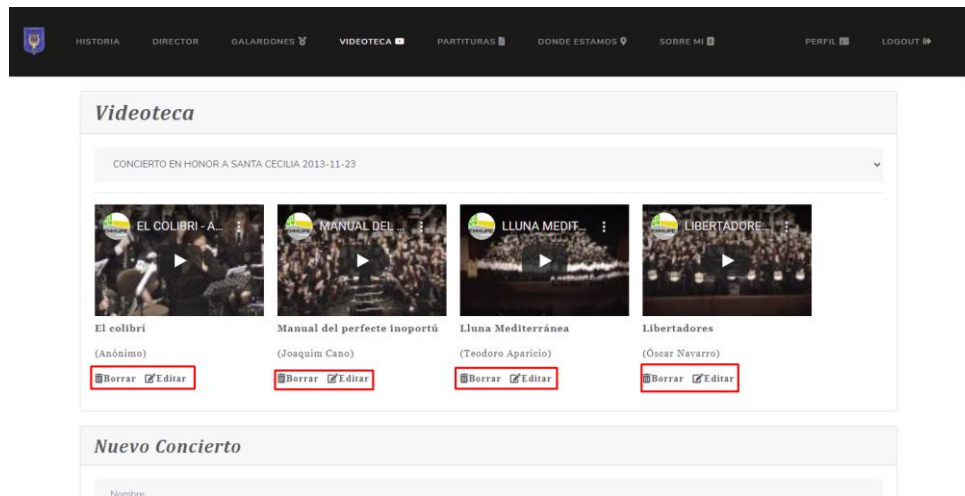 HISTORIA DIRECTOR GALARDONES VIDEOTECA PARTITURAS DONDE ESTAMOS SOBRE MI PERFIL LOGOUT
Videoteca
CONCIERTO EN HONOR A SANTA CECILIA 2013-11-23
EL COLIBRI - A... MANUAL DEL ... LLUNA MEDIT... LIBERTADORE...
El colibrí Manual del perfecte inoportú Lluna Mediterránea Libertadores
(Anònimo) (Joaquim Cano) (Teodoro Aparicio) (Óscar Navarro)
Borrar Editar Borrar Editar Borrar Editar Borrar Editar
Nuevo Concierto
Nombre